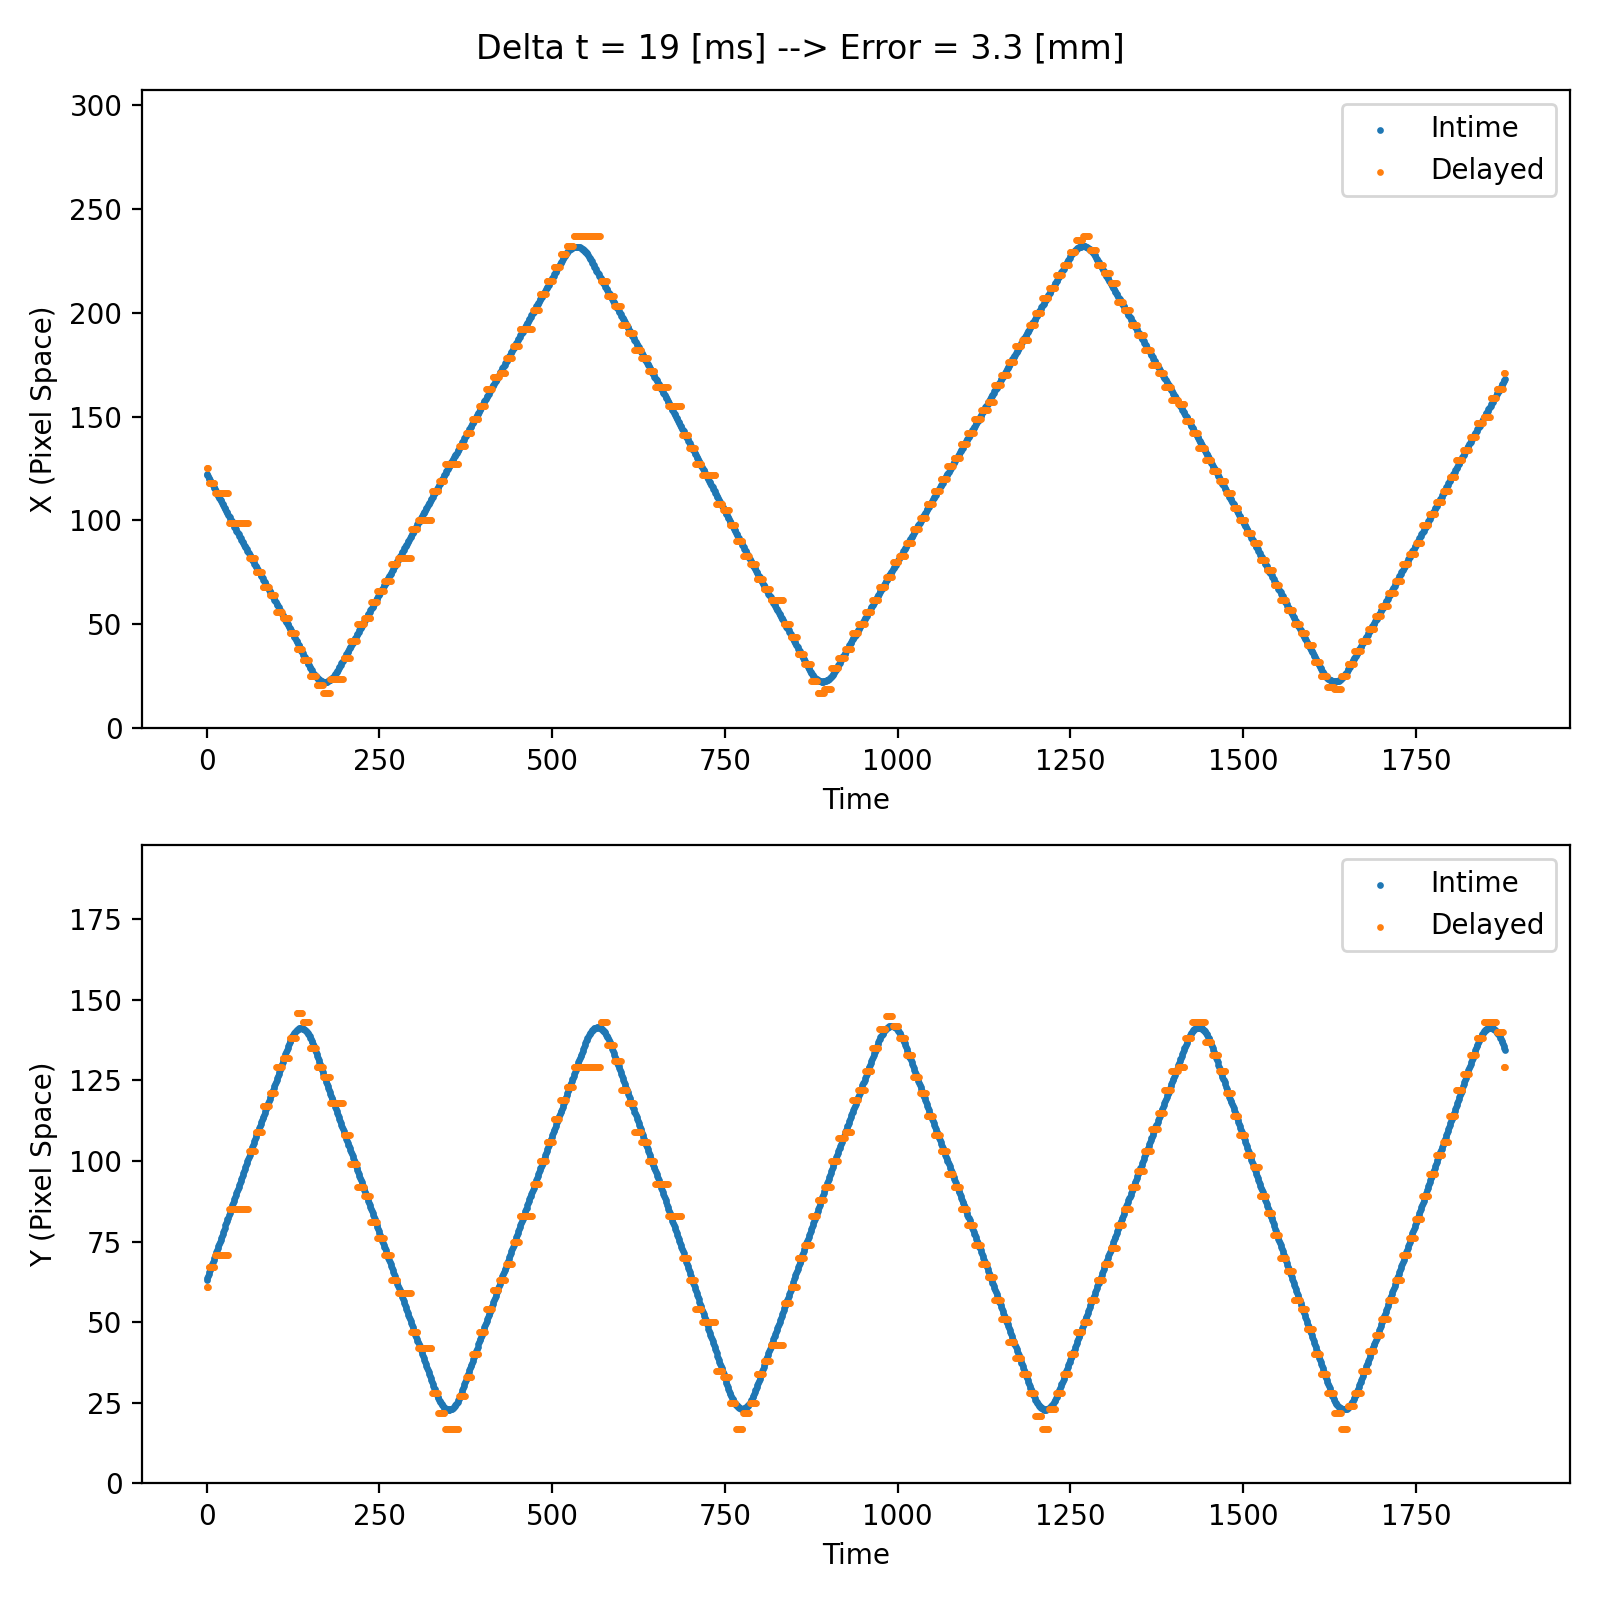 Delta t = 19 [ms] --> Error = 3.3 [mm]
300
250
200
150
100
50
0
X (Pixel Space)
Intime
Delayed
0 250 500 750 1000 1250 1500 1750
Time
175
150
125
100
75
50
25
0
Y (Pixel Space)
Intime
Delayed
0 250 500 750 1000 1250 1500 1750
Time